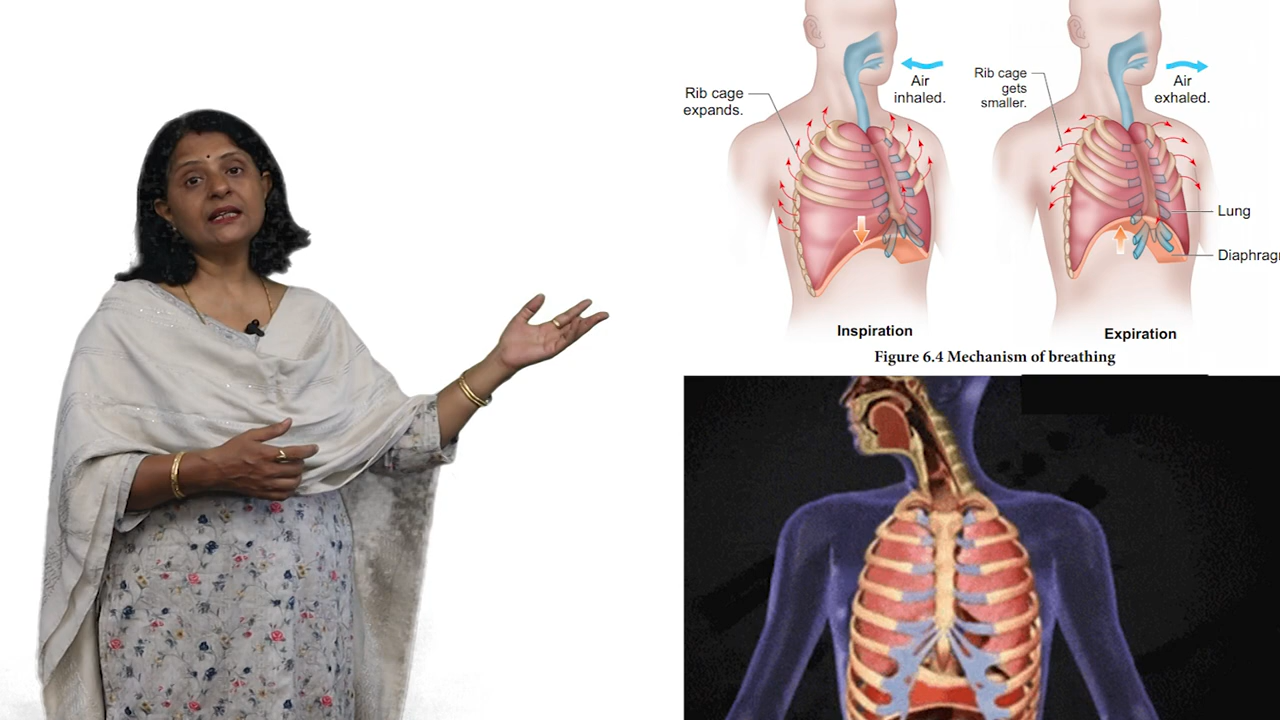 Rib cage
expands.
Air
inhaled.
Inspiration
Rib cage
gets
smaller.
Air
exhaled.
Lung
Diaphragm
Expiration
Figure 6.4 Mechanism of breathing